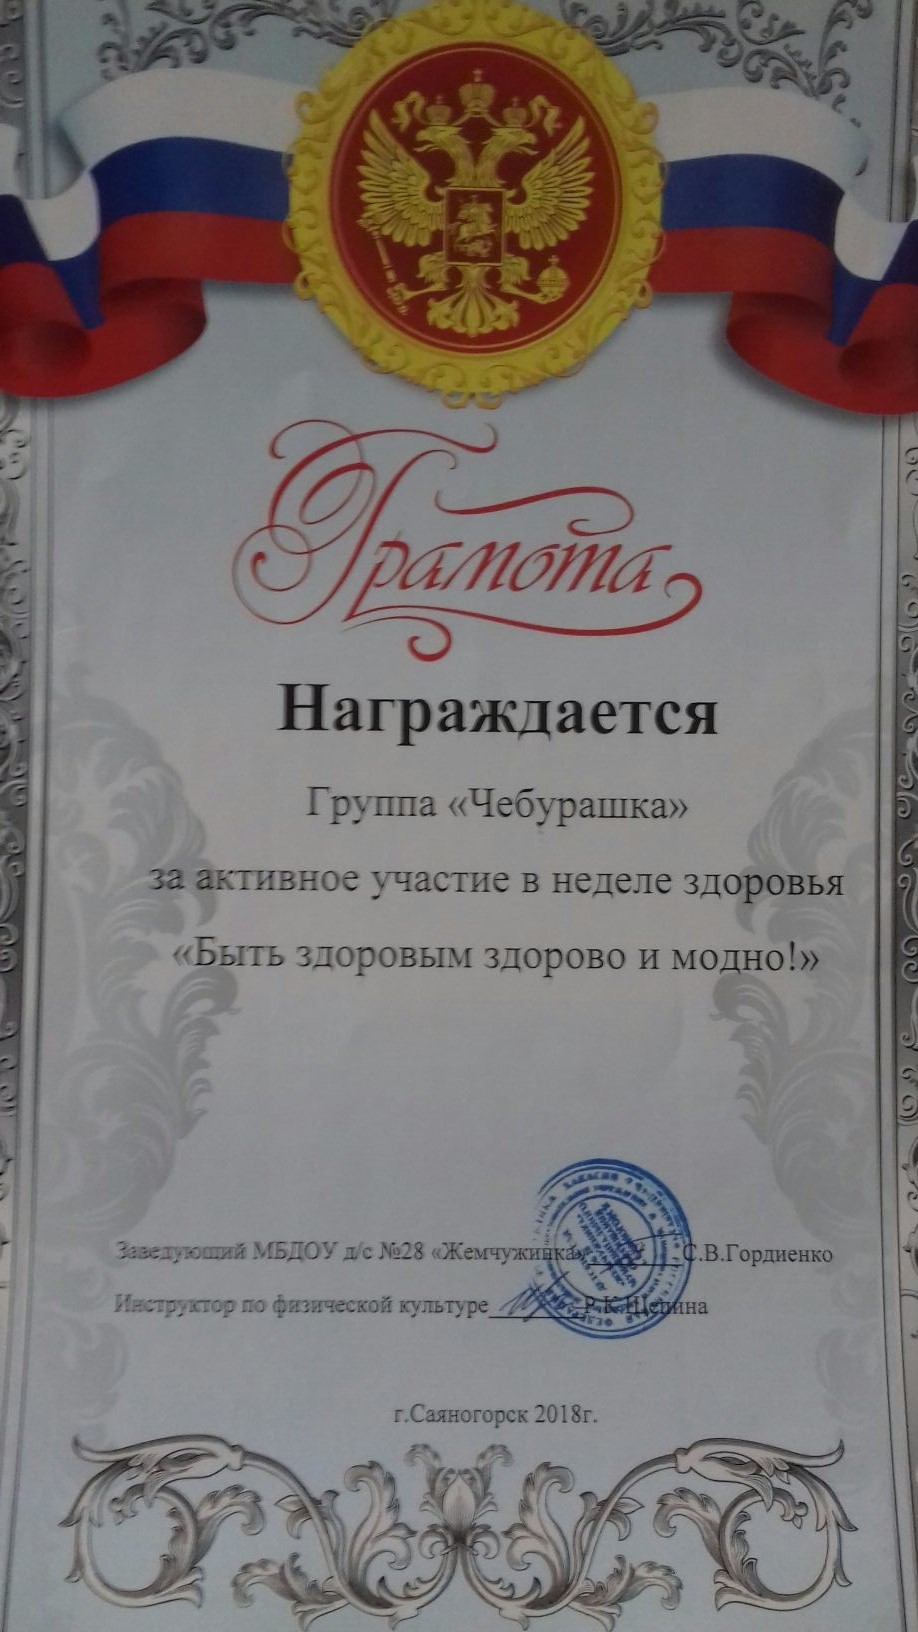 Грамота
Награждается
Группа «Чебурашка»
за активное участие в неделе здоровья
«Быть здоровым здорово и модно!»
Заведующий МБДОУ д/с №28 «Жемчужинка» С.В.Гордиенко
Инструктор по физической культуре Р.К.Щепина
г.Саяногорск 2018г.